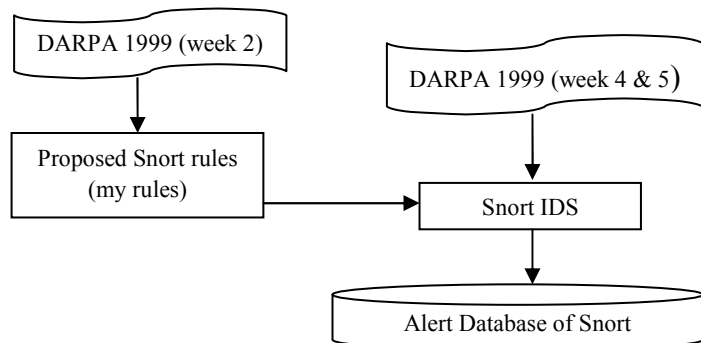 DARPA 1999 (week 2)
DARPA 1999 (week 4 & 5)
Proposed Snort rules
(my rules)
Snort IDS
Alert Database of Snort